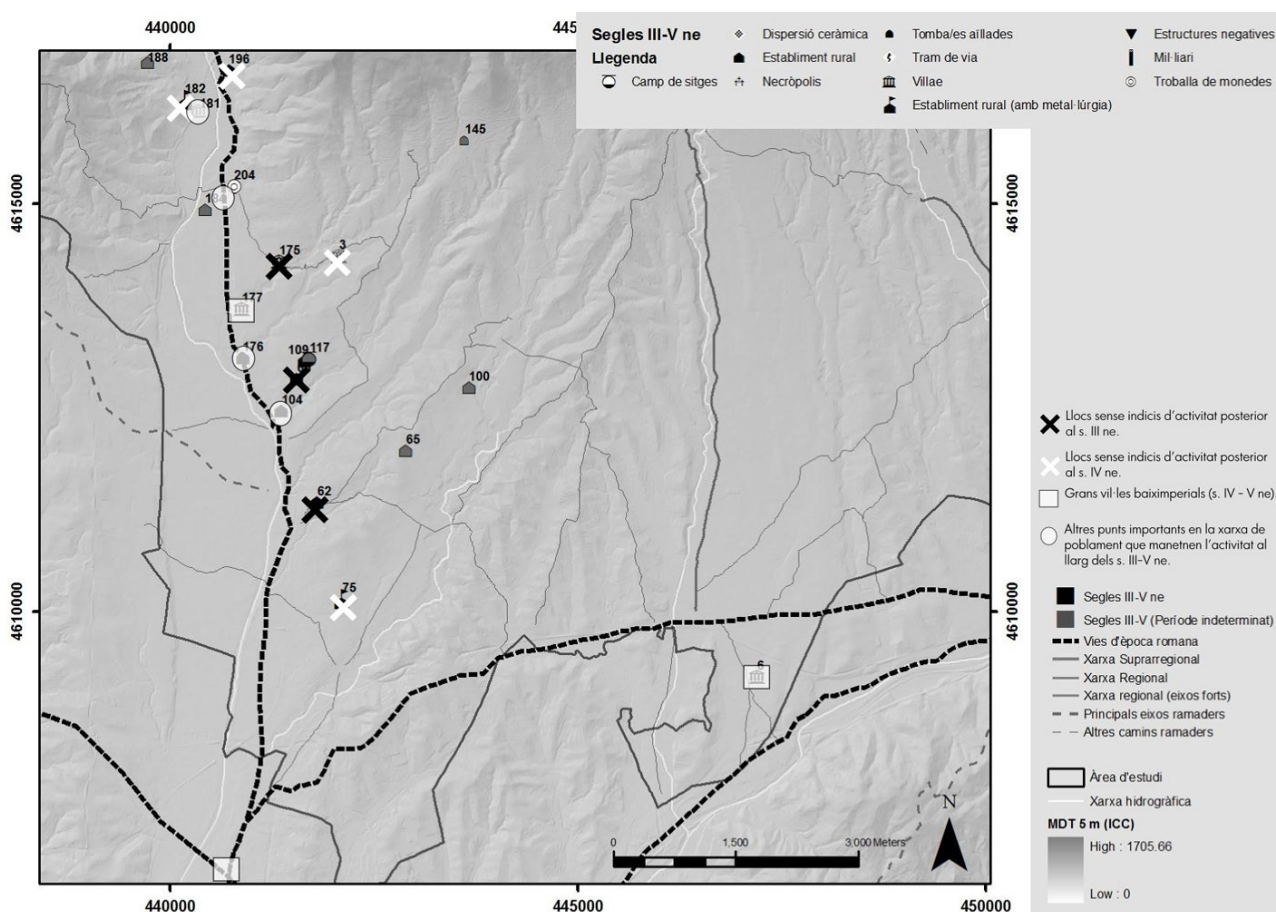 440000
445
Segles III-V ne
Llegenda
Camp de sitges
Dispersió ceràmica
Establiment rural
Necròpolis
Tomba/es aïllades
Tram de via
Villae
Establiment rural (amb metal·lúrgia)
Estructures negatives
Mil·liari
Troballa de monedes
188
196
182
181
145
4615000
204
4615000
175
3
177
176
109
117
100
104
65
62
75
4610000
4610000
6
N
0
1,500
3.000 Meters
440000
445000
450000
Llocs sense indicis d'activitat posterior
al s. III ne.
Llocs sense indicis d'activitat posterior
al s. IV ne.
Grans vil·les baiximperials (s. IV - V ne).
Altres punts important en la xarxa de
poblament que manetnen l'activitat al
llarg dels s. III-V ne.
Segles III-V ne
Segles III-V (Període indeterminat)
Vies d'època romana
Xarxa Suprarregional
Xarxa Regional
Xarxa regional (eixos forts)
Principals eixos ramaders
Altres camins ramaders
Àrea d'estudi
Xarxa hidrogràfica
MDT 5 m (ICC)
High : 1705.66
Low : 0